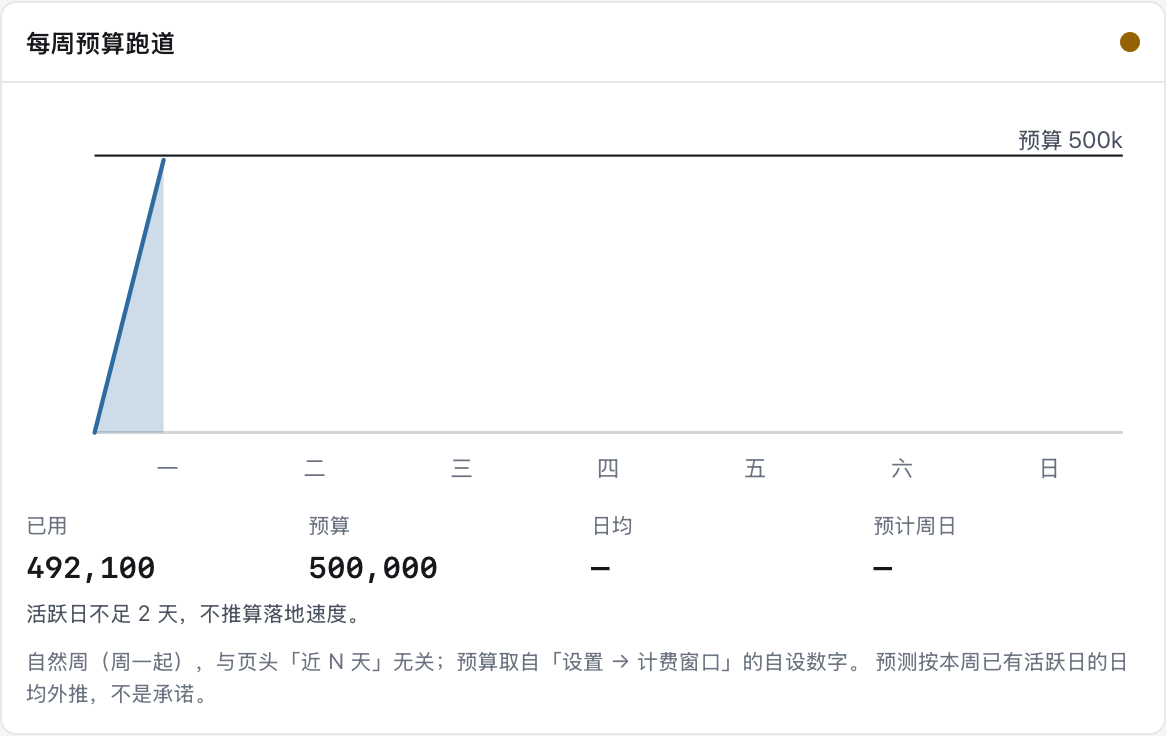 每周预算跑道
预算 500k
一 二 三 四 五 六 日
已用 预算 日均 预计周日
492,100 500,000 — —
活跃日不足 2 天，不推算落地速度。
自然周（周一起），与页头「近 N 天」无关；预算取自「设置 → 计费窗口」的自设数字。 预测按本周已有活跃日的日
均外推，不是承诺。